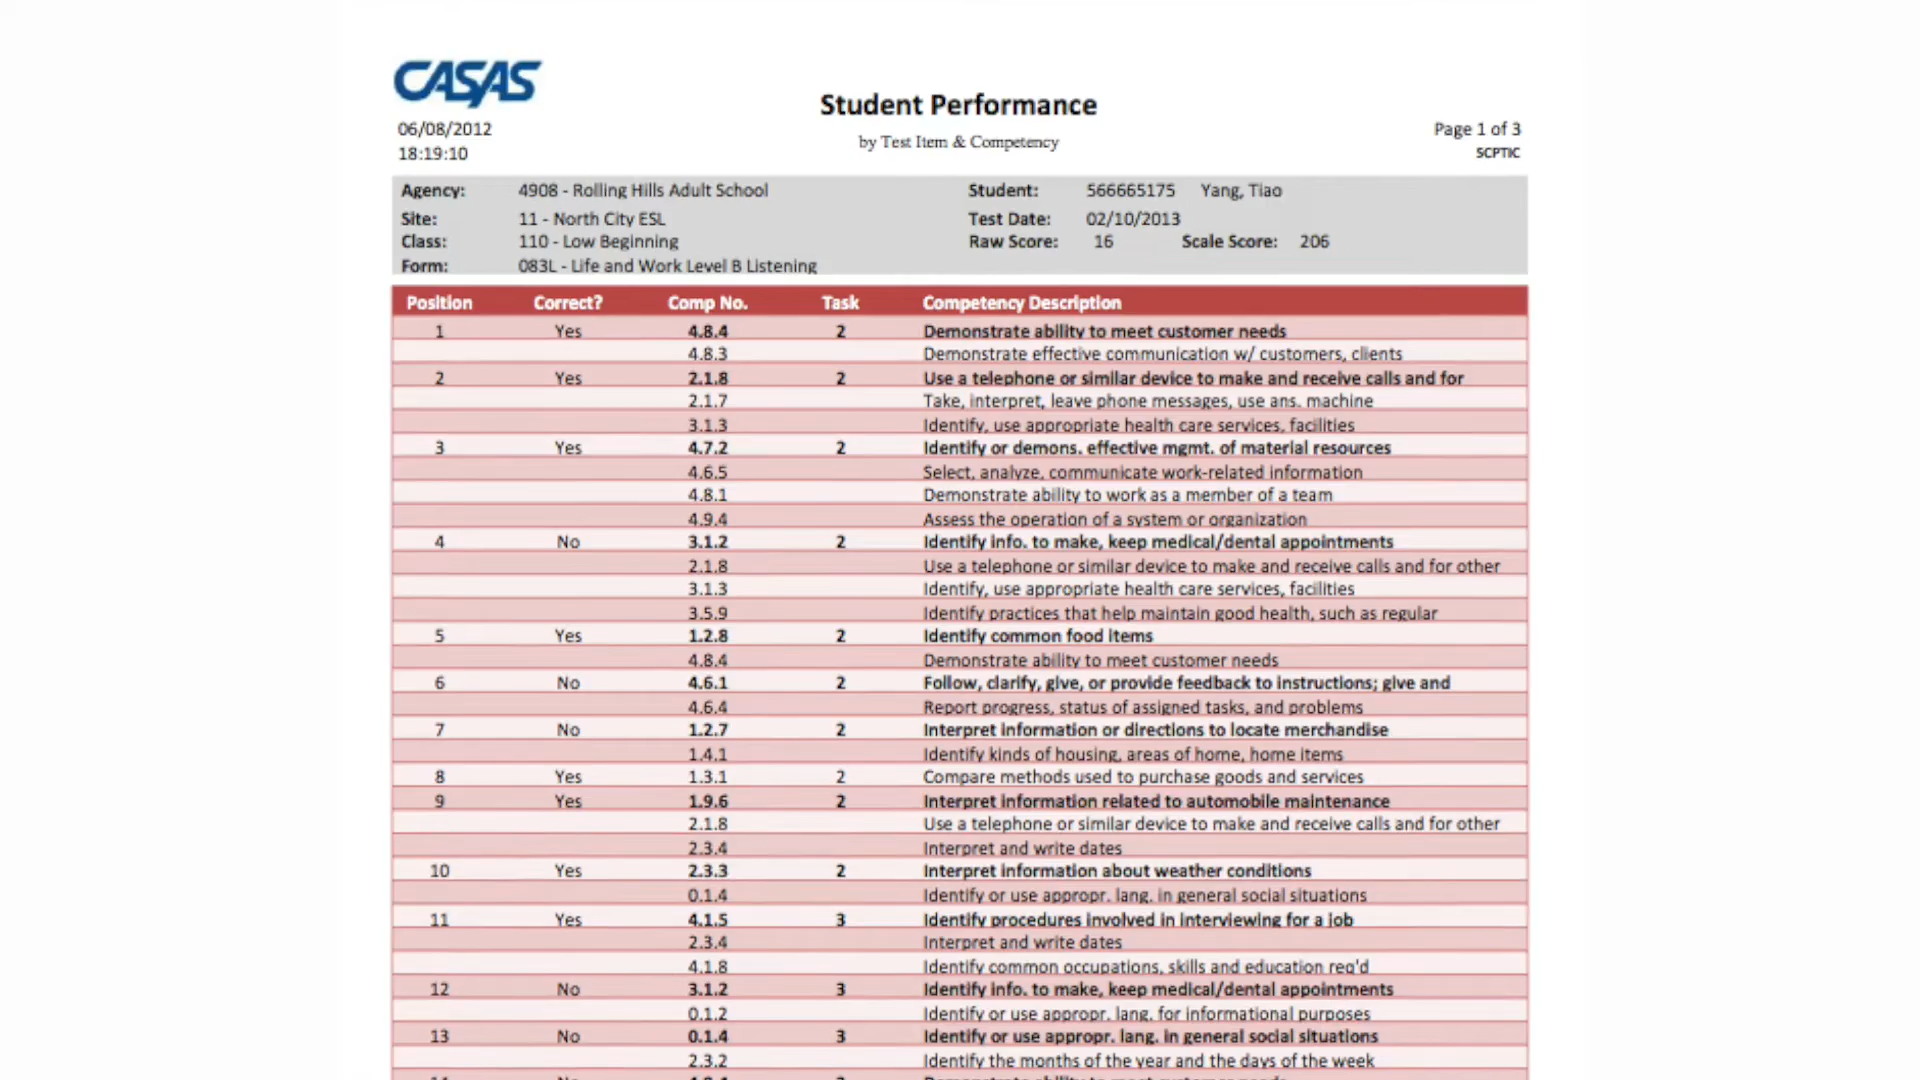 CASAS
Student Performance
06/08/2012
by Test Item & Competency
Page 1 of 3
18:19:10
SCPTIC
Agency: 4908 - Rolling Hills Adult School Student: 566665175 Yang, Tiao
Site: 11 - North City ESL Test Date: 02/10/2013
Class: 110 - Low Beginning Raw Score: 16 Scale Score: 206
Form: 083L - Life and Work Level B Listening
Position Correct? Comp No. Task Competency Description
1 Yes 4.8.4 2 Demonstrate ability to meet customer needs
4.8.3 Demonstrate effective communication w/ customers, clients
2 Yes 2.1.8 2 Use a telephone or similar device to make and receive calls and for
2.1.7 Take, interpret, leave phone messages, use ans. machine
3.1.3 Identify, use appropriate health care services, facilities
3 Yes 4.7.2 2 Identify or demons. effective mgmt. of material resources
4.6.5 Select, analyze, communicate work-related information
4.8.1 Demonstrate ability to work as a member of a team
4.9.4 Assess the operation of a system or organization
4 No 3.1.2 2 Identify info. to make, keep medical/dental appointments
2.1.8 Use a telephone or similar device to make and receive calls and for other
3.1.3 Identify, use appropriate health care services, facilities
3.5.9 Identify practices that help maintain good health, such as regular
5 Yes 1.2.8 2 Identify common food items
4.8.4 Demonstrate ability to meet customer needs
6 No 4.6.1 2 Follow, clarify, give, or provide feedback to instructions; give and
4.6.4 Report progress, status of assigned tasks, and problems
7 No 1.2.7 2 Interpret information or directions to locate merchandise
1.4.1 Identify kinds of housing, areas of home, home items
8 Yes 1.3.1 2 Compare methods used to purchase goods and services
9 Yes 1.9.6 2 Interpret information related to automobile maintenance
2.1.8 Use a telephone or similar device to make and receive calls and for other
2.3.4 Interpret and write dates
10 Yes 2.3.3 2 Interpret information about weather conditions
0.1.4 Identify or use appropr. lang. in general social situations
11 Yes 4.1.5 3 Identify procedures involved in interviewing for a job
2.3.4 Interpret and write dates
4.1.8 Identify common occupations, skills and education req'd
12 No 3.1.2 3 Identify info. to make, keep medical/dental appointments
0.1.2 Identify or use appropr. lang. for informational purposes
13 No 0.1.4 3 Identify or use appropr. lang. in general social situations
2.3.2 Identify the months of the year and the days of the week